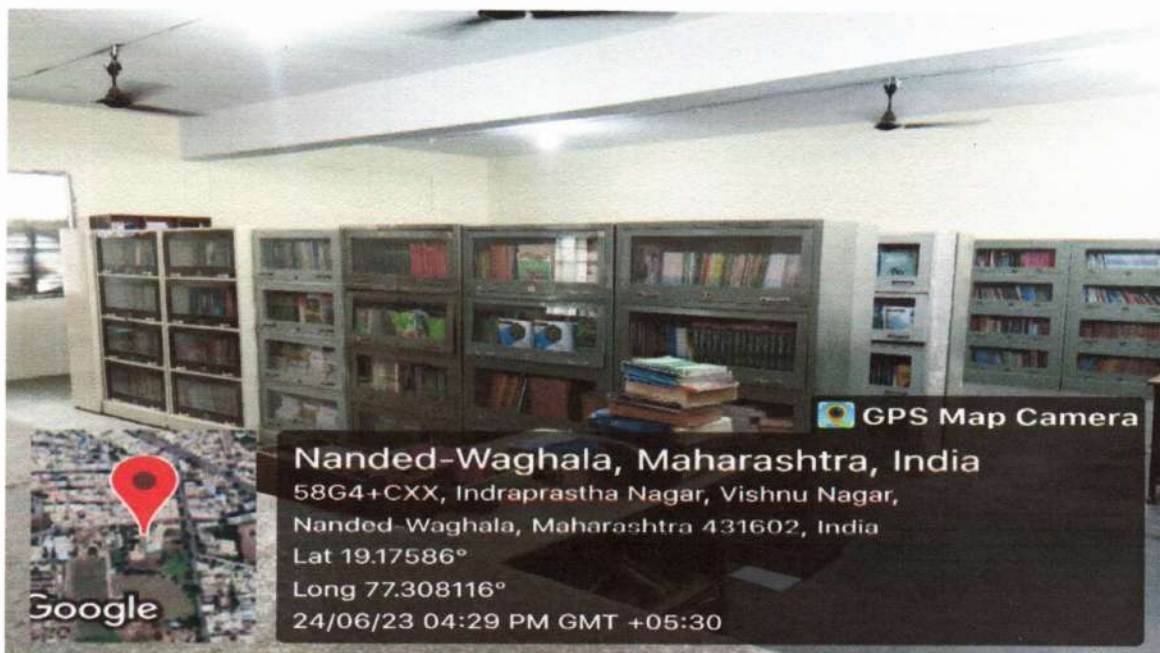 GPS Map Camera
Nanded-Waghala, Maharashtra, India
58G4+CXX, Indraprastha Nagar, Vishnu Nagar,
Nanded-Waghala, Maharashtra 431602, India
Lat 19.17586°
Long 77.308116°
24/06/23 04:29 PM GMT +05:30
Google